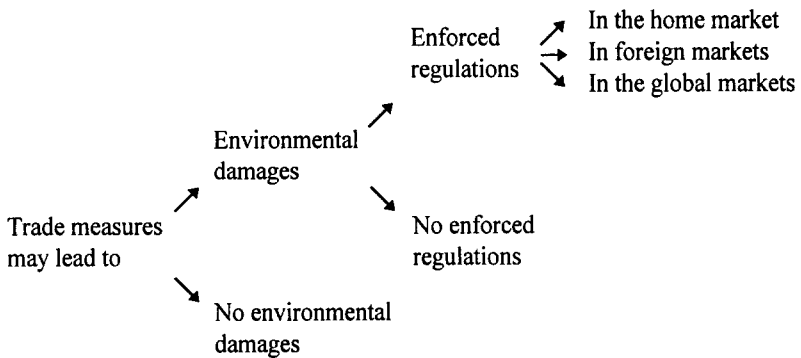 In the home market
Enforced
regulations
In foreign markets
In the global markets
Environmental
damages
Trade measures
may lead to
No enforced
regulations
No environmental
damages